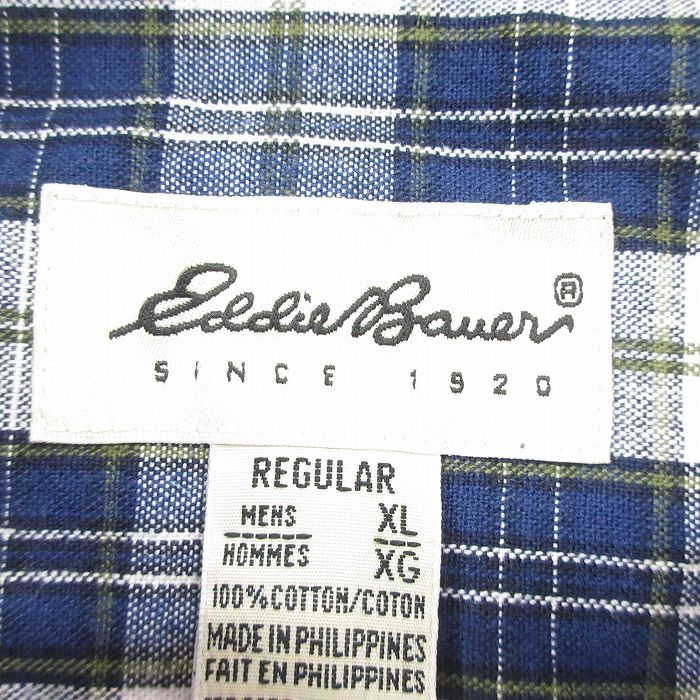 Eddie Bauer ®
SINCE 1920
REGULAR
MENS XL
HOMMES XG
100% COTTON/COTON
MADE IN PHILIPPINES
FAIT EN PHILIPPINES